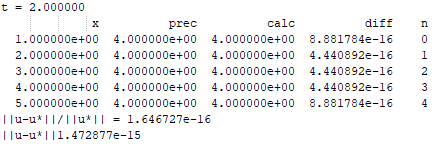 t = 2.000000
x prec calc diff n
1.000000e+00 4.000000e+00 4.000000e+00 8.881784e-16 0
2.000000e+00 4.000000e+00 4.000000e+00 4.440892e-16 1
3.000000e+00 4.000000e+00 4.000000e+00 4.440892e-16 2
4.000000e+00 4.000000e+00 4.000000e+00 4.440892e-16 3
5.000000e+00 4.000000e+00 4.000000e+00 8.881784e-16 4
||u-u*||/||u*|| = 1.646727e-16
||u-u*||1.472877e-15